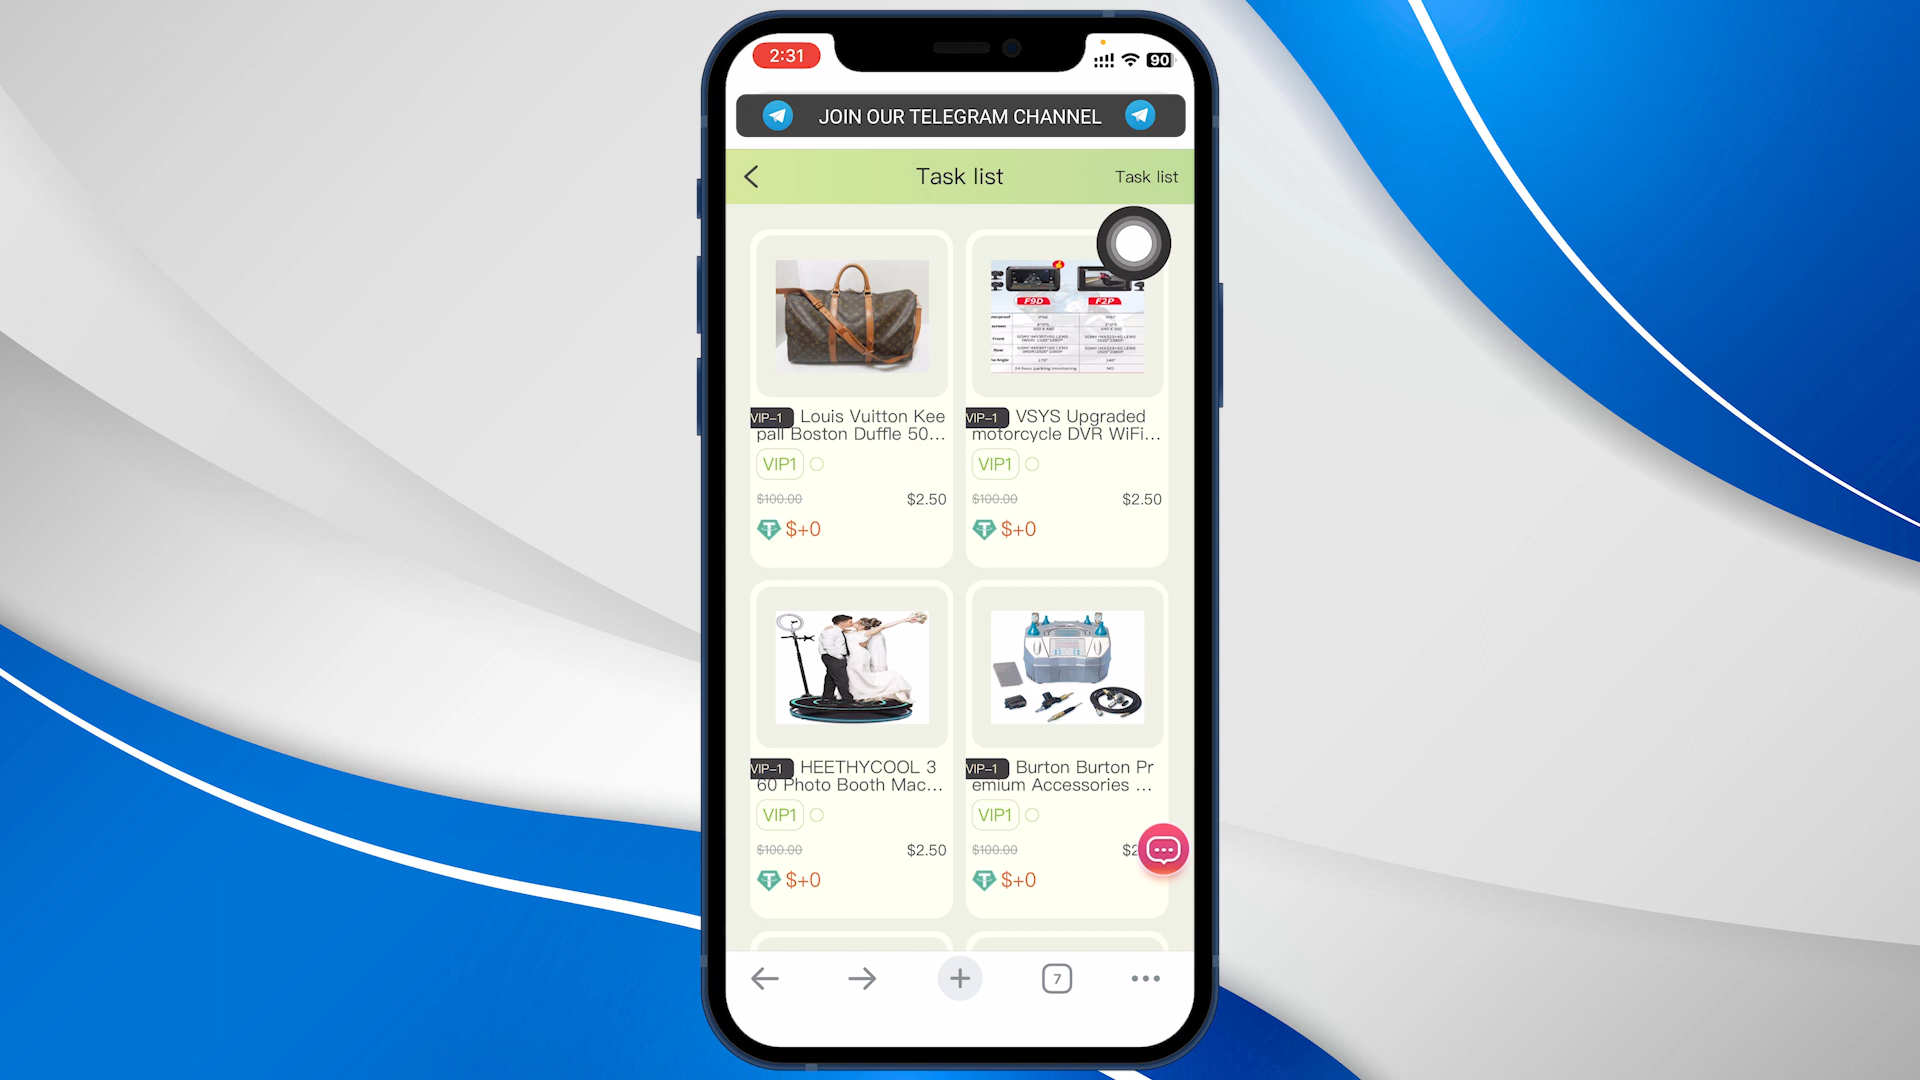 2:31
90
JOIN OUR TELEGRAM CHANNEL
Task list
Task list
F9D F2P
VIP-1 Louis Vuitton Kee
pall Boston Duffle 50...
VIP1
$100.00 $2.50
$+0
VIP-1 VSYS Upgraded
motorcycle DVR WiFi...
VIP1
$100.00 $2.50
$+0
VIP-1 HEETHYCOOL 3
60 Photo Booth Mac...
VIP1
$100.00 $2.50
$+0
VIP-1 Burton Burton Pr
emium Accessories ...
VIP1
$100.00
$+0
7